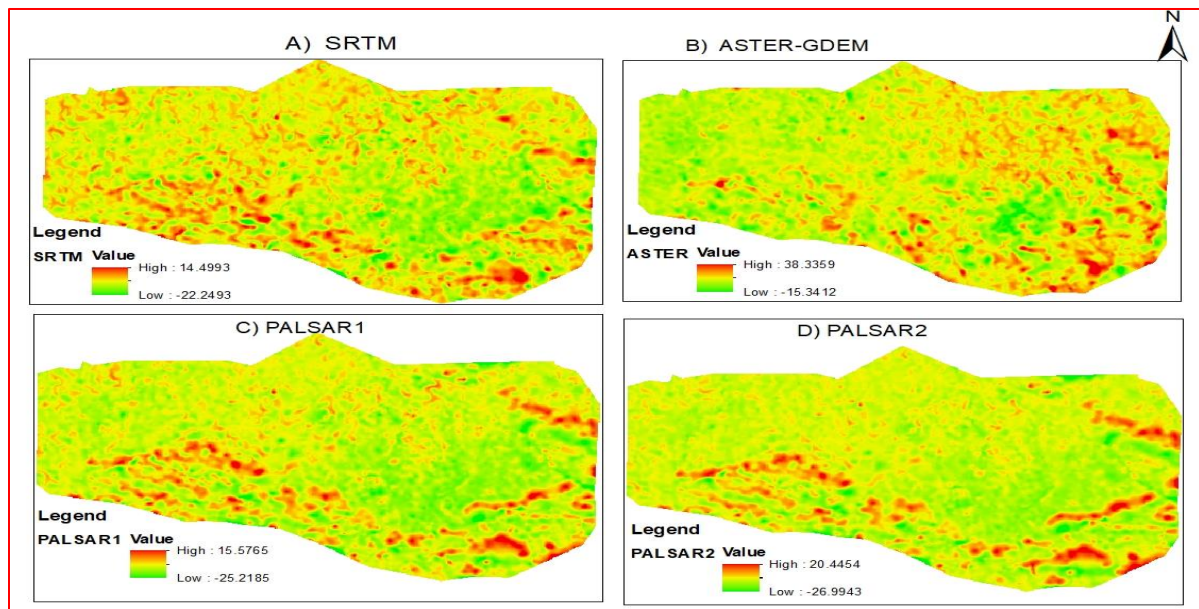 N
A) SRTM
B) ASTER-GDEM
Legend
SRTM Value
High : 14.4993
Low : -22.2493
Legend
ASTER Value
High : 38.3359
Low : -15.3412
C) PALSAR1
D) PALSAR2
Legend
PALSAR1 Value
High : 15.5765
Low : -25.2185
Legend
PALSAR2 Value
High : 20.4454
Low : -26.9943